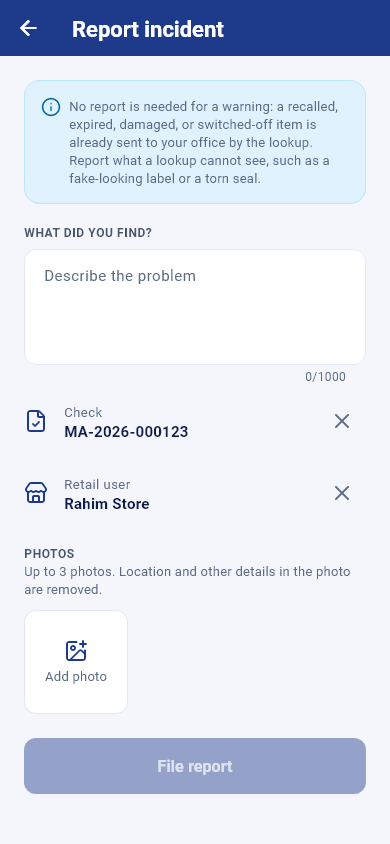 Report incident
No report is needed for a warning: a recalled,
expired, damaged, or switched-off item is
already sent to your office by the lookup.
Report what a lookup cannot see, such as a
fake-looking label or a torn seal.
WHAT DID YOU FIND?
Describe the problem
0/1000
Check
MA-2026-000123
Retail user
Rahim Store
PHOTOS
Up to 3 photos. Location and other details in the photo
are removed.
Add photo
File report